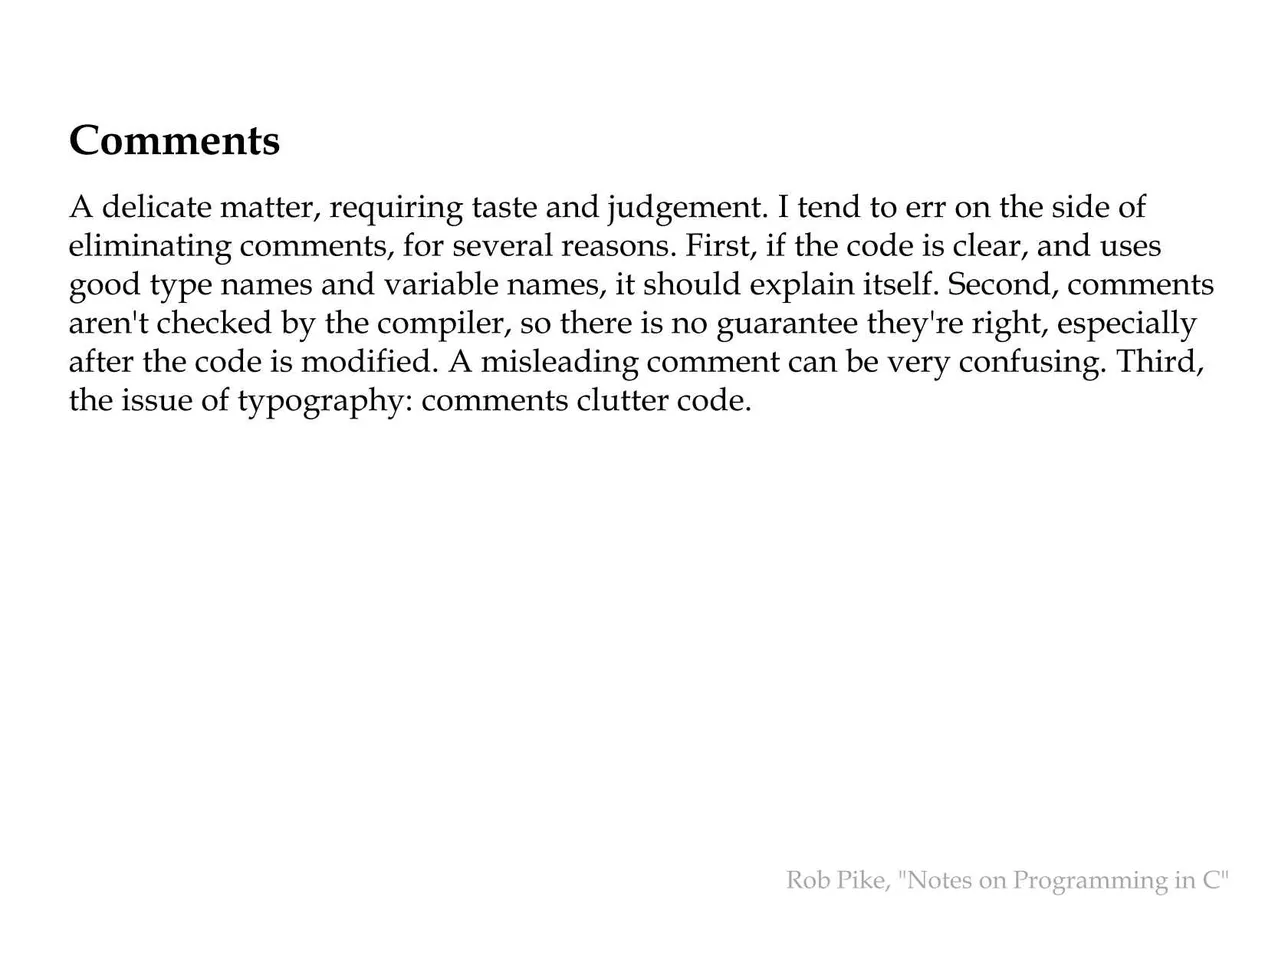 Comments
A delicate matter, requiring taste and judgement. I tend to err on the side of
eliminating comments, for several reasons. First, if the code is clear, and uses
good type names and variable names, it should explain itself. Second, comments
aren't checked by the compiler, so there is no guarantee they're right, especially
after the code is modified. A misleading comment can be very confusing. Third,
the issue of typography: comments clutter code.
Rob Pike, "Notes on Programming in C"